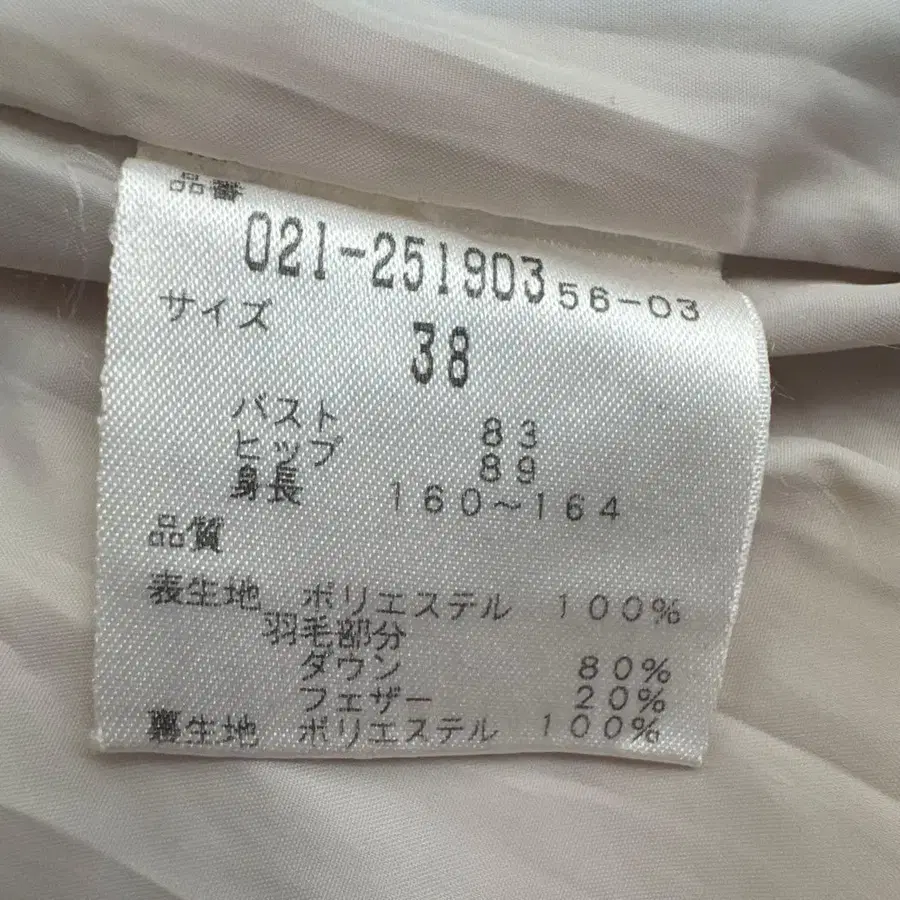 品番
021-251903 56-03
サイズ 38
バスト 83
ヒップ 89
身長 160～164
品質
表生地 ポリエステル 100%
羽毛部分
ダウン 80%
フェザー 20%
裏生地 ポリエステル 100%